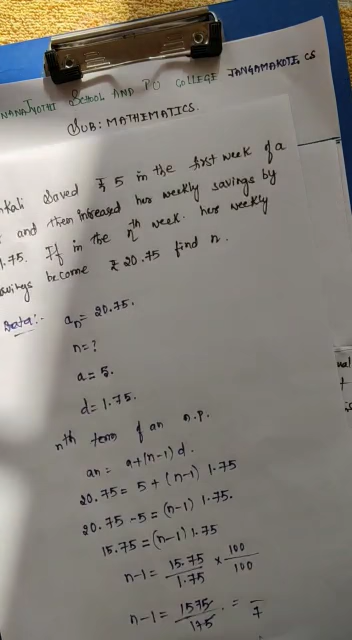 NANAJYOTHI SCHOOL AND PU COLLEGE JANGAMAKOTE, CS
SUB: MATHEMATICS.
mkali saved ₹ 5 in the first week of a
and then increased her weekly savings by
1.75. If in the nth week her weekly
savings become ₹ 20.75 find n.
Data:-
an = 20.75.
n = ?
a = 5.
d = 1.75.
nth term of an A.P.
an = a+(n-1) d.
20.75 = 5 + (n-1) 1.75
20.75 - 5 = (n-1) 1.75.
15.75 = (n-1) 1.75
n-1 = 15.75/1.75 × 100/100
n-1 = 1575/175 = /7